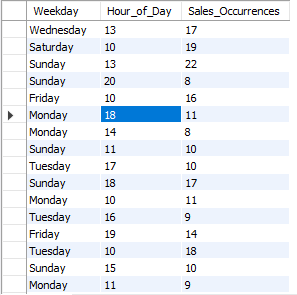 Weekday Hour_of_Day Sales_Occurrences
Wednesday 13 17
Saturday 10 19
Sunday 13 22
Sunday 20 8
Friday 10 16
Monday 18 11
Monday 14 8
Sunday 11 10
Tuesday 17 10
Sunday 18 17
Monday 10 11
Tuesday 16 9
Friday 19 14
Tuesday 10 18
Sunday 15 10
Monday 11 9